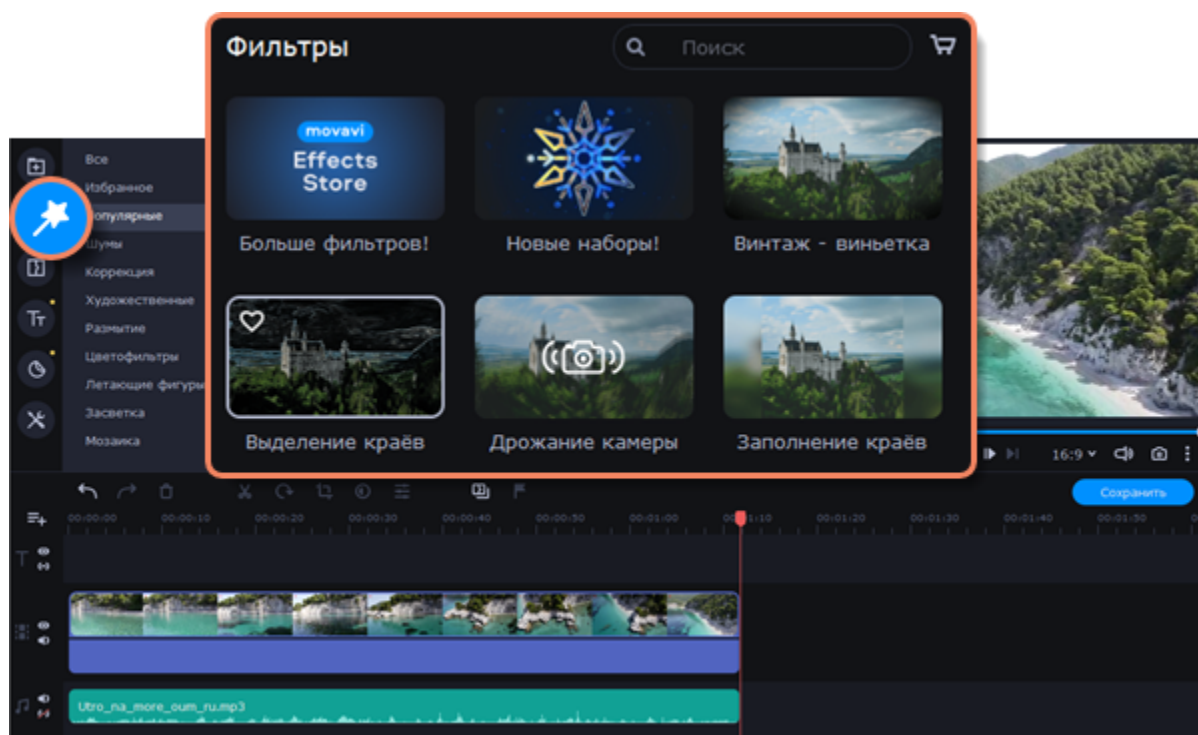 Фильтры
Поиск
movavi
Effects
Store
Больше фильтров!
Новые наборы!
Винтаж - виньетка
Выделение краёв
Дрожание камеры
Заполнение краёв
Все
Избранное
опулярные
Шумы
Коррекция
Художественные
Размытие
Цветофильтры
Летающие фигуры
Засветка
Мозаика
16:9
Сохранить
00:00:00 00:00:10 00:00:20 00:00:30 00:00:40 00:00:50 00:01:00 00:01:10 00:01:20 00:01:30 00:01:40 00:01:50
Utro_na_more_oum_ru.mp3